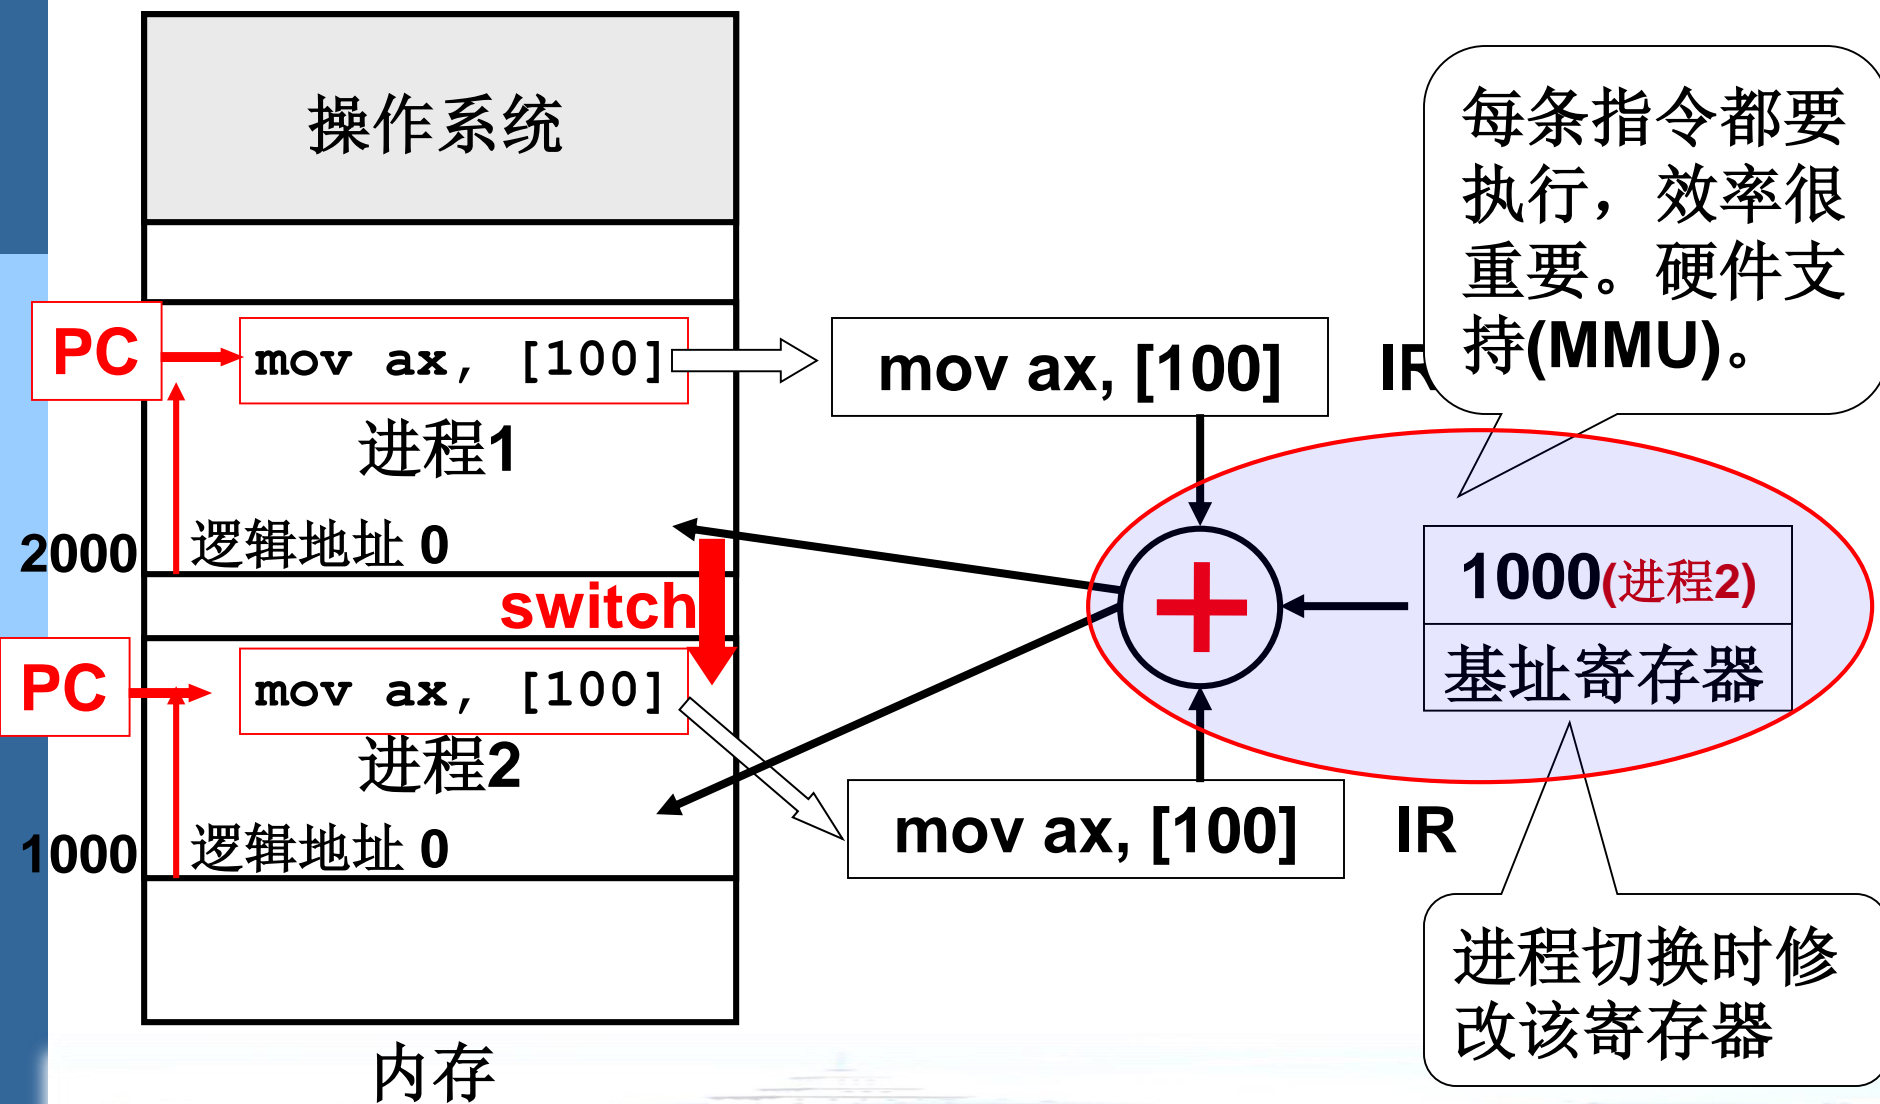 操作系统
每条指令都要
执行，效率很
重要。硬件支
持(MMU)。
PC
mov ax, [100]
mov ax, [100]
IR
进程1
2000
逻辑地址 0
switch
1000(进程2)
基址寄存器
PC
mov ax, [100]
进程2
mov ax, [100]
IR
1000
逻辑地址 0
进程切换时修
改该寄存器
内存